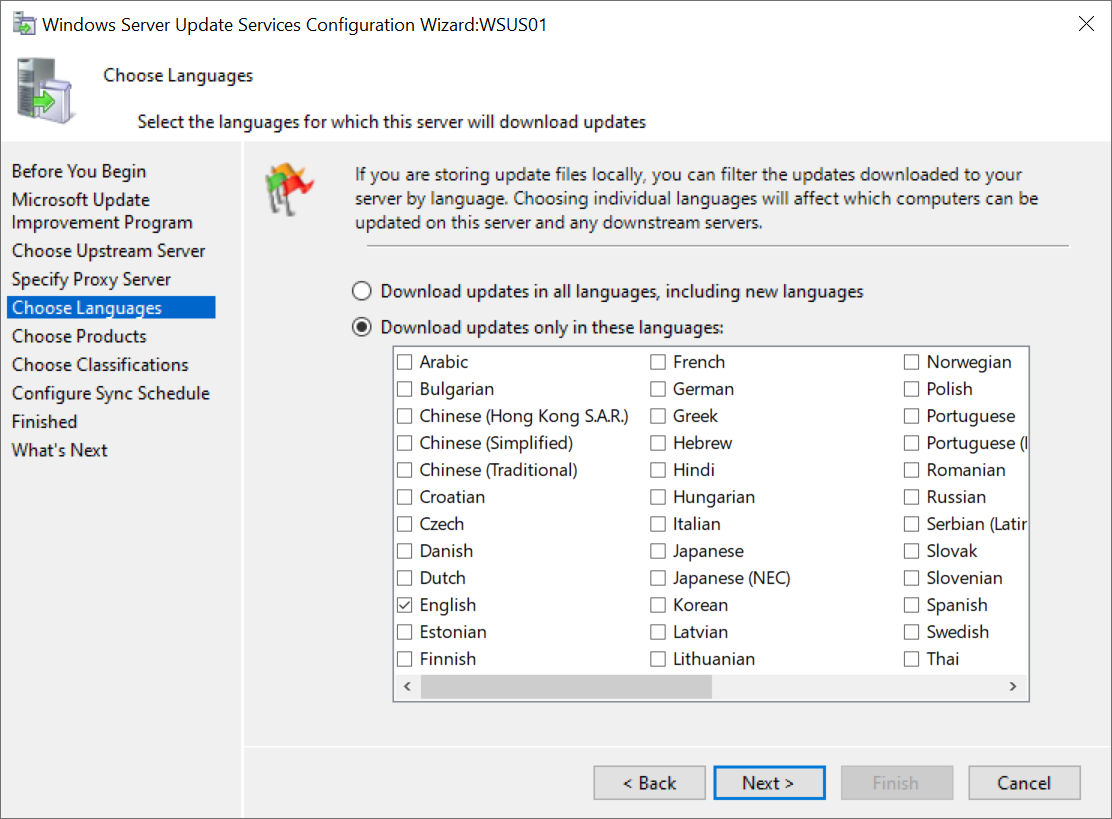 Windows Server Update Services Configuration Wizard:WSUS01
Choose Languages
Select the languages for which this server will download updates
Before You Begin
Microsoft Update
Improvement Program
Choose Upstream Server
Specify Proxy Server
Choose Languages
Choose Products
Choose Classifications
Configure Sync Schedule
Finished
What's Next
If you are storing update files locally, you can filter the updates downloaded to your
server by language. Choosing individual languages will affect which computers can be
updated on this server and any downstream servers.
Download updates in all languages, including new languages
Download updates only in these languages:
Arabic
Bulgarian
Chinese (Hong Kong S.A.R.)
Chinese (Simplified)
Chinese (Traditional)
Croatian
Czech
Danish
Dutch
English
Estonian
Finnish
French
German
Greek
Hebrew
Hindi
Hungarian
Italian
Japanese
Japanese (NEC)
Korean
Latvian
Lithuanian
Norwegian
Polish
Portuguese
Portuguese (
Romanian
Russian
Serbian (Latin
Slovak
Slovenian
Spanish
Swedish
Thai
< Back
Next >
Finish
Cancel